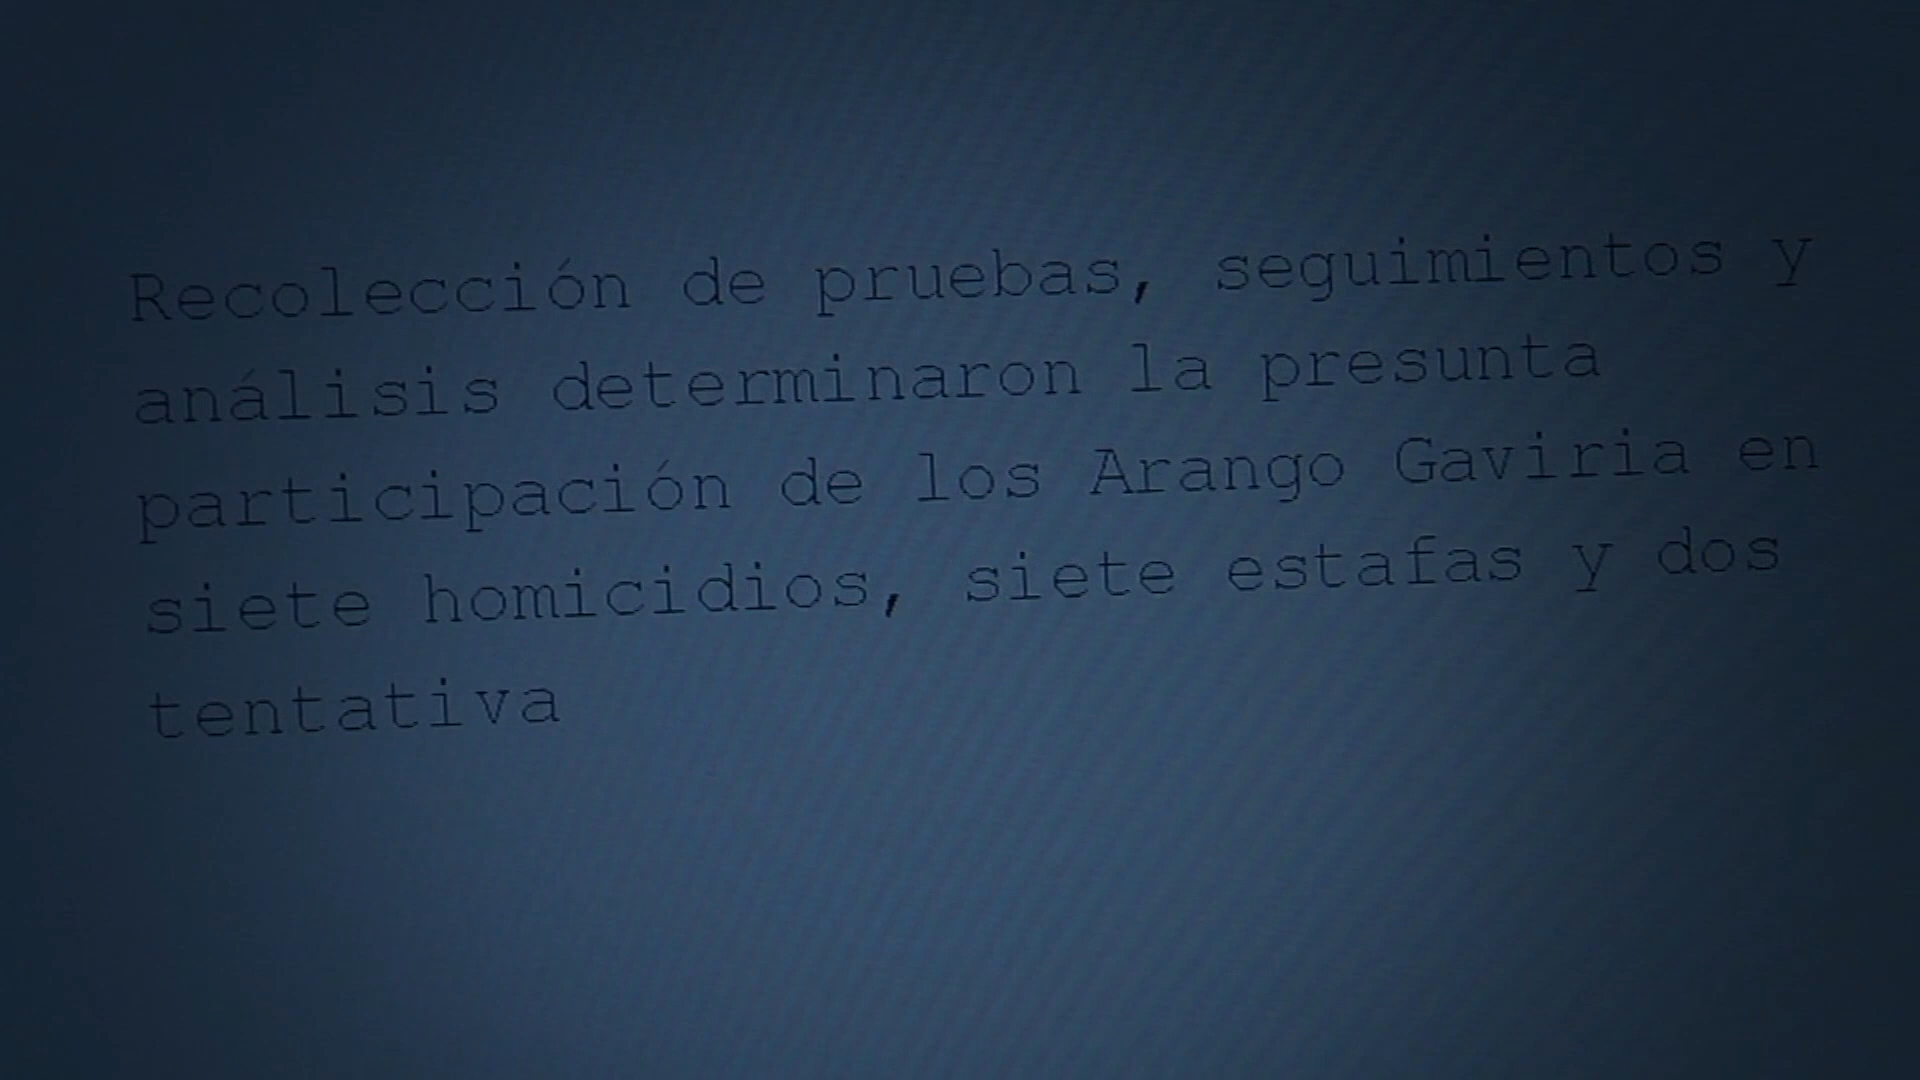 Recolección de pruebas, seguimientos y
análisis determinaron la presunta
participación de los Arango Gaviria en
siete homicidios, siete estafas y dos
tentativa